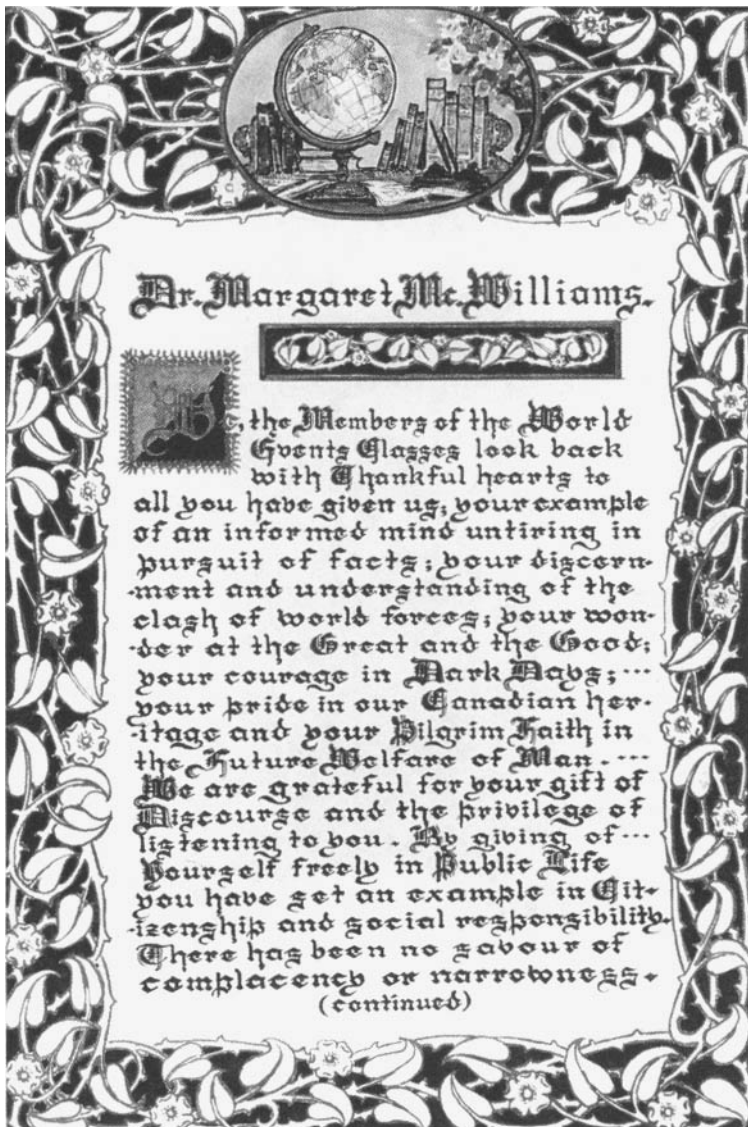 Dr. Margaret Mc.Williams.
We, the Members of the World
Events Classes look back
with Thankful hearts to
all you have given us; your example
of an informed mind untiring in
pursuit of facts; your discern-
-ment and understanding of the
clash of world forces; your won-
-der at the Great and the Good;
your courage in Dark Days; ...
your pride in our Canadian her-
-itage and your Pilgrim Faith in
the Future Welfare of Man. ...
We are grateful for your gift of
Discourse and the privilege of
listening to you. By giving of ...
Yourself freely in Public Life
you have set an example in Cit-
-izenship and social responsibility.
There has been no savour of
complacency or narrowness.
(continued)